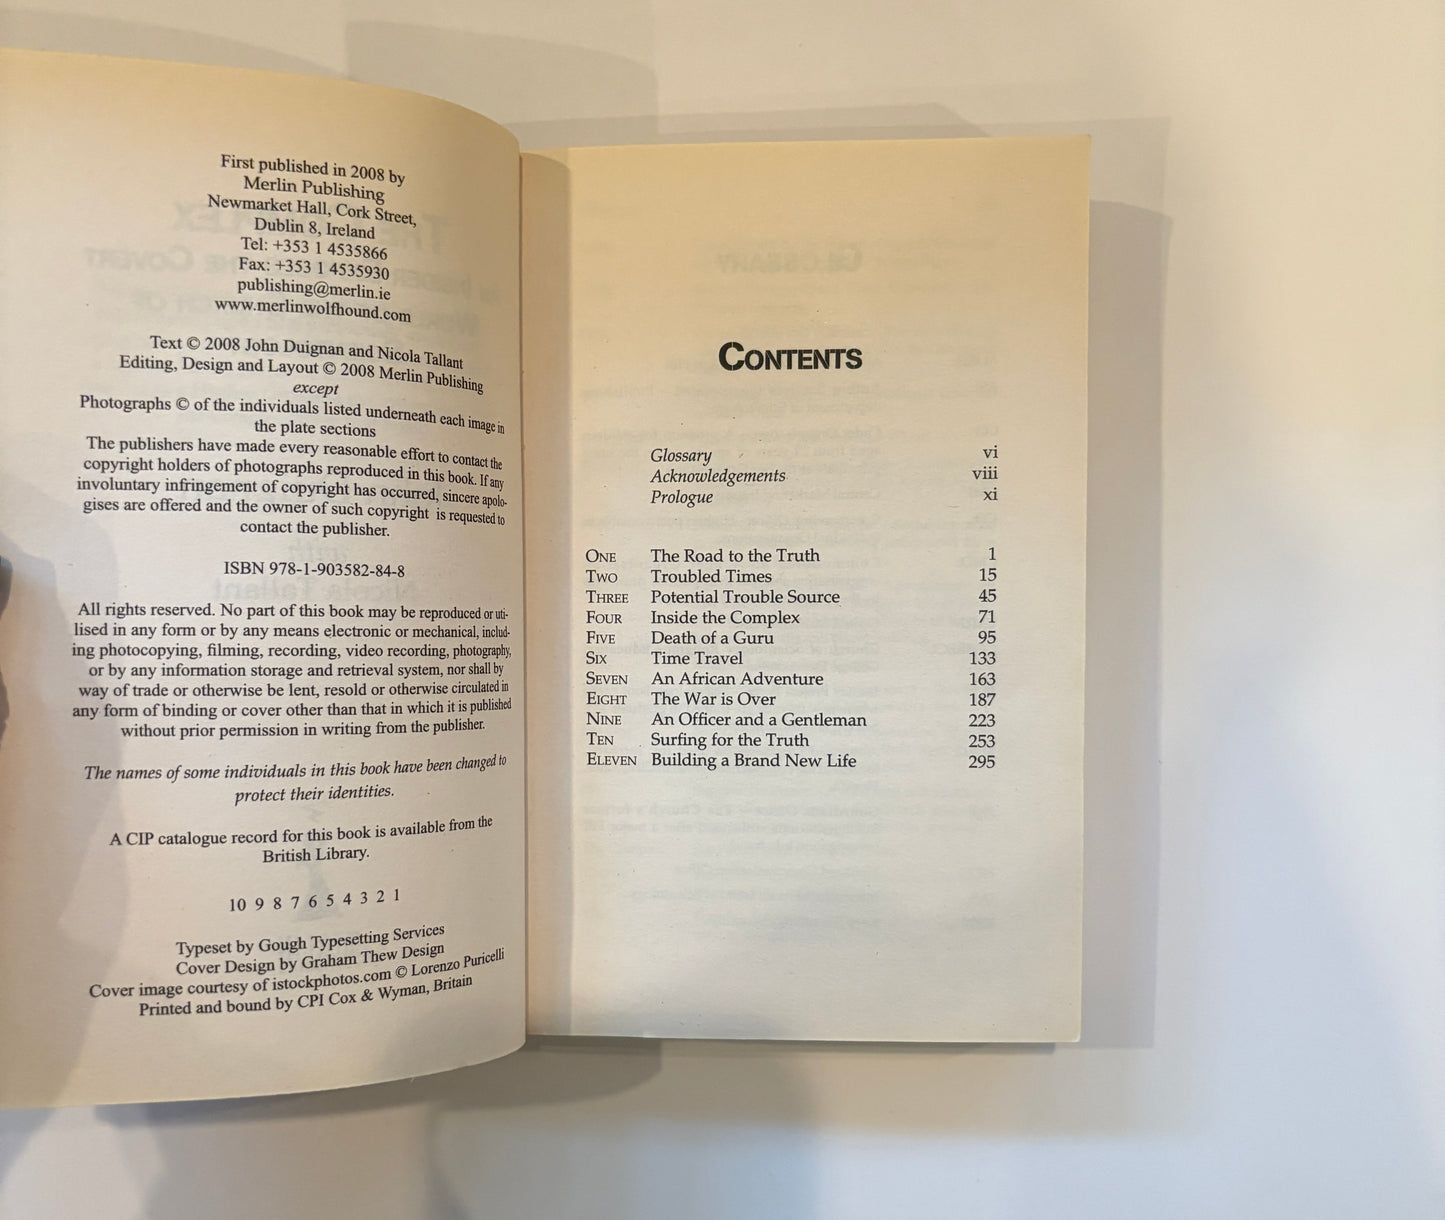 First published in 2008 by
Merlin Publishing
Newmarket Hall, Cork Street,
Dublin 8, Ireland
Tel: +353 1 4535866
Fax: +353 1 4535930
publishing@merlin.ie
www.merlinwolfhound.com
Text © 2008 John Duignan and Nicola Tallant
Editing, Design and Layout © 2008 Merlin Publishing
except
Photographs © of the individuals listed underneath each image in
the plate sections
The publishers have made every reasonable effort to contact the
copyright holders of photographs reproduced in this book. If any
involuntary infringement of copyright has occurred, sincere apolo-
gises are offered and the owner of such copyright is requested to
contact the publisher.
ISBN 978-1-903582-84-8
All rights reserved. No part of this book may be reproduced or uti-
lised in any form or by any means electronic or mechanical, includ-
ing photocopying, filming, recording, video recording, photography,
or by any information storage and retrieval system, nor shall by
way of trade or otherwise be lent, resold or otherwise circulated in
any form of binding or cover other than that in which it is published
without prior permission in writing from the publisher.
The names of some individuals in this book have been changed to
protect their identities.
A CIP catalogue record for this book is available from the
British Library.
10 9 8 7 6 5 4 3 2 1
Typeset by Gough Typesetting Services
Cover Design by Graham Thew Design
Cover image courtesy of istockphotos.com © Lorenzo Puricelli
Printed and bound by CPI Cox & Wyman, Britain
CONTENTS
Glossary vi
Acknowledgements viii
Prologue xi
ONE The Road to the Truth 1
TWO Troubled Times 15
THREE Potential Trouble Source 45
FOUR Inside the Complex 71
FIVE Death of a Guru 95
SIX Time Travel 133
SEVEN An African Adventure 163
EIGHT The War is Over 187
NINE An Officer and a Gentleman 223
TEN Surfing for the Truth 253
ELEVEN Building a Brand New Life 295